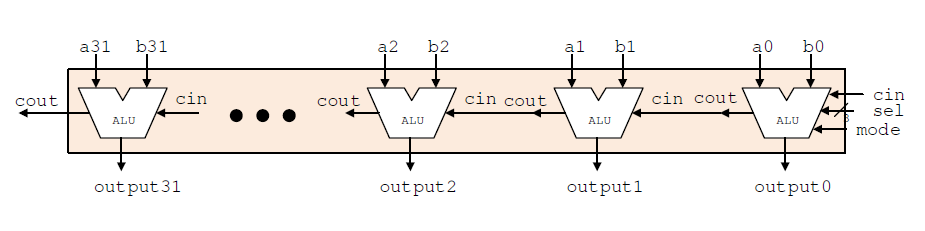 a31 b31 a2 b2 a1 b1 a0 b0
cout cin cout cin cout cin cout cin
sel
ALU ALU ALU ALU 3
mode
output31 output2 output1 output0